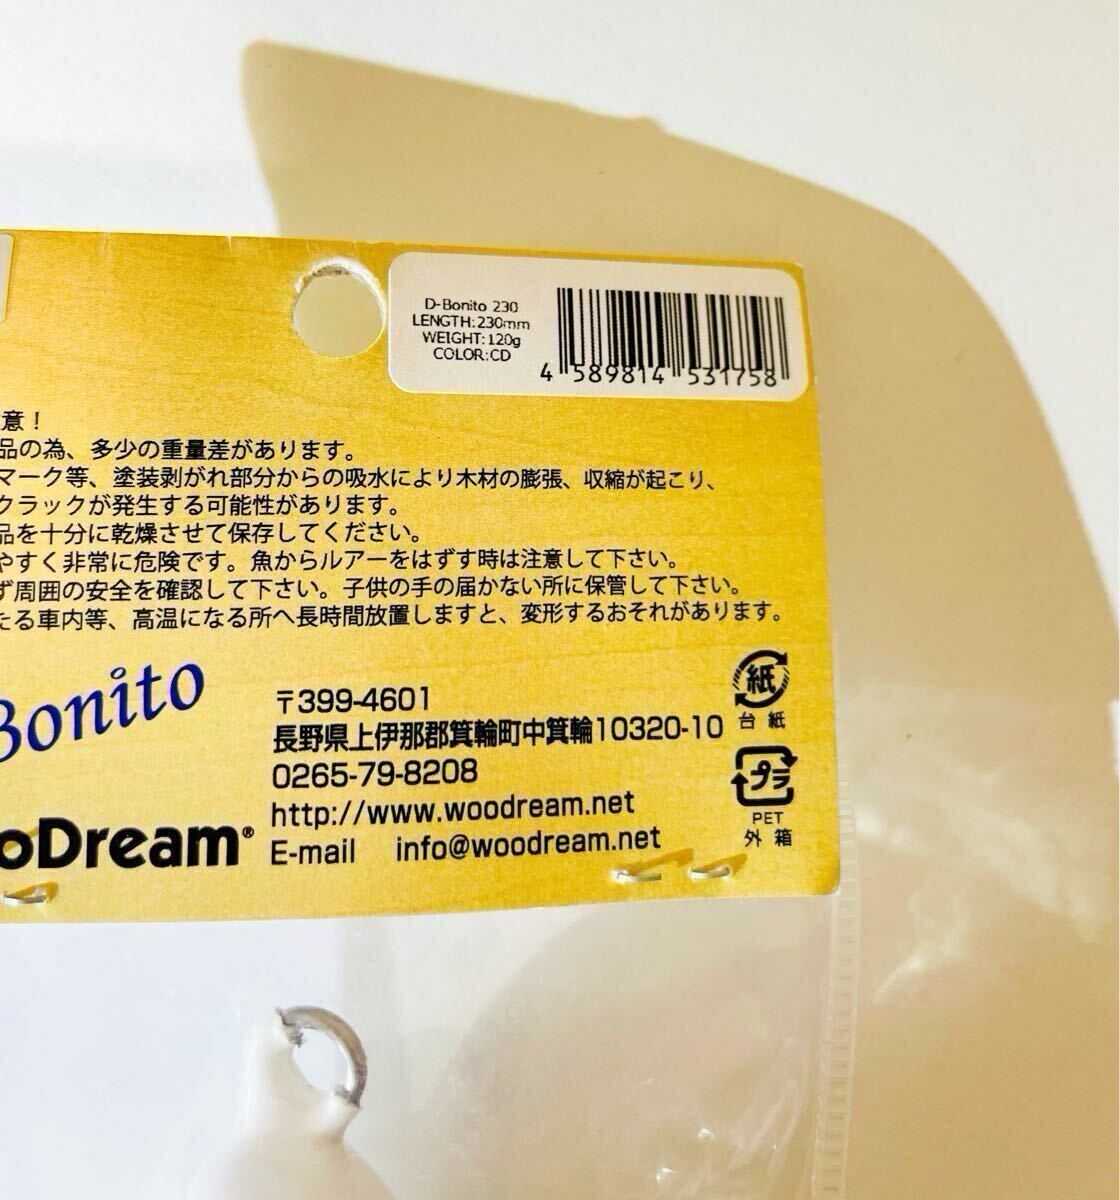 D-Bonito 230
LENGTH:230mm
WEIGHT:120g
COLOR:CD
4 589814 531758
意！
品の為、多少の重量差があります。
マーク等、塗装剥がれ部分からの吸水により木材の膨張、収縮が起こり、
クラックが発生する可能性があります。
品を十分に乾燥させて保存してください。
やすく非常に危険です。魚からルアーをはずす時は注意して下さい。
ず周囲の安全を確認して下さい。子供の手の届かない所に保管して下さい。
たる車内等、高温になる所へ長時間放置しますと、変形するおそれがあります。
Bonito
〒399-4601
長野県上伊那郡箕輪町中箕輪10320-10
0265-79-8208
http://www.woodream.net
E-mail info@woodream.net
oDream®
紙
台紙
プラ
PET
外箱